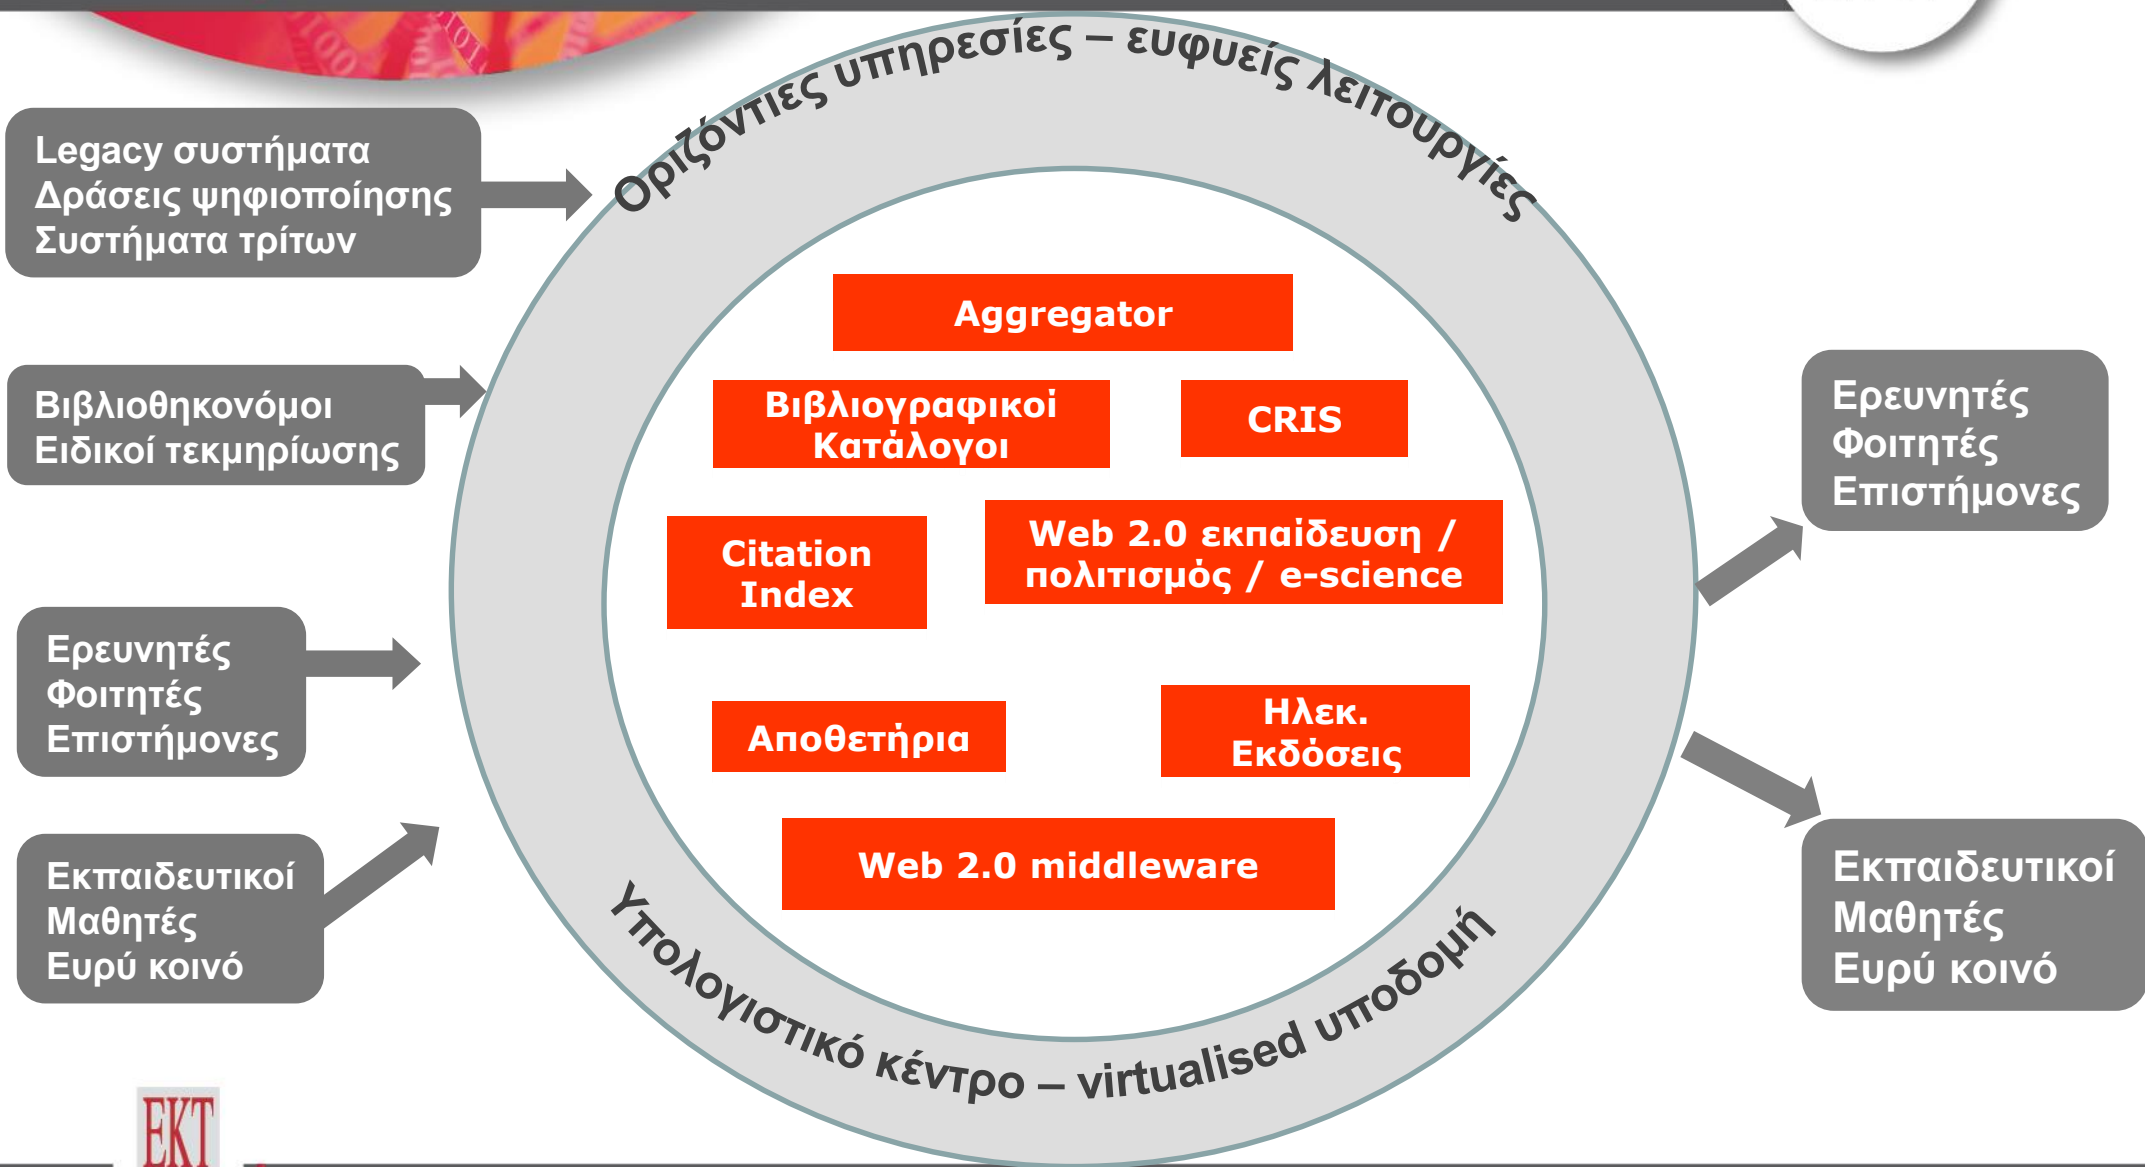 Οριζόντιες υπηρεσίες – ευφυείς λειτουργίες
Legacy συστήματα
Δράσεις ψηφιοποίησης
Συστήματα τρίτων
Βιβλιοθηκονόμοι
Ειδικοί τεκμηρίωσης
Ερευνητές
Φοιτητές
Επιστήμονες
Εκπαιδευτικοί
Μαθητές
Ευρύ κοινό
Aggregator
Βιβλιογραφικοί
Κατάλογοι
CRIS
Citation
Index
Web 2.0 εκπαίδευση /
πολιτισμός / e-science
Αποθετήρια
Ηλεκ.
Εκδόσεις
Web 2.0 middleware
Υπολογιστικό κέντρο – virtualised υποδομή
Ερευνητές
Φοιτητές
Επιστήμονες
Εκπαιδευτικοί
Μαθητές
Ευρύ κοινό
ΕΚΤ